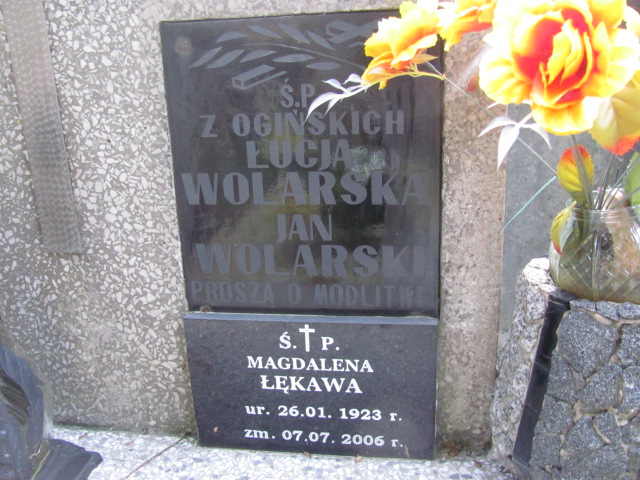 Ś.P.
Z OGIŃSKICH
ŁUCJA
WOLARSKA
JAN
WOLARSKI
PROSZĄ O MODLITWĘ
Ś. P.
MAGDALENA
ŁĘKAWA
ur. 26.01. 1923 r.
zm. 07.07. 2006 r.